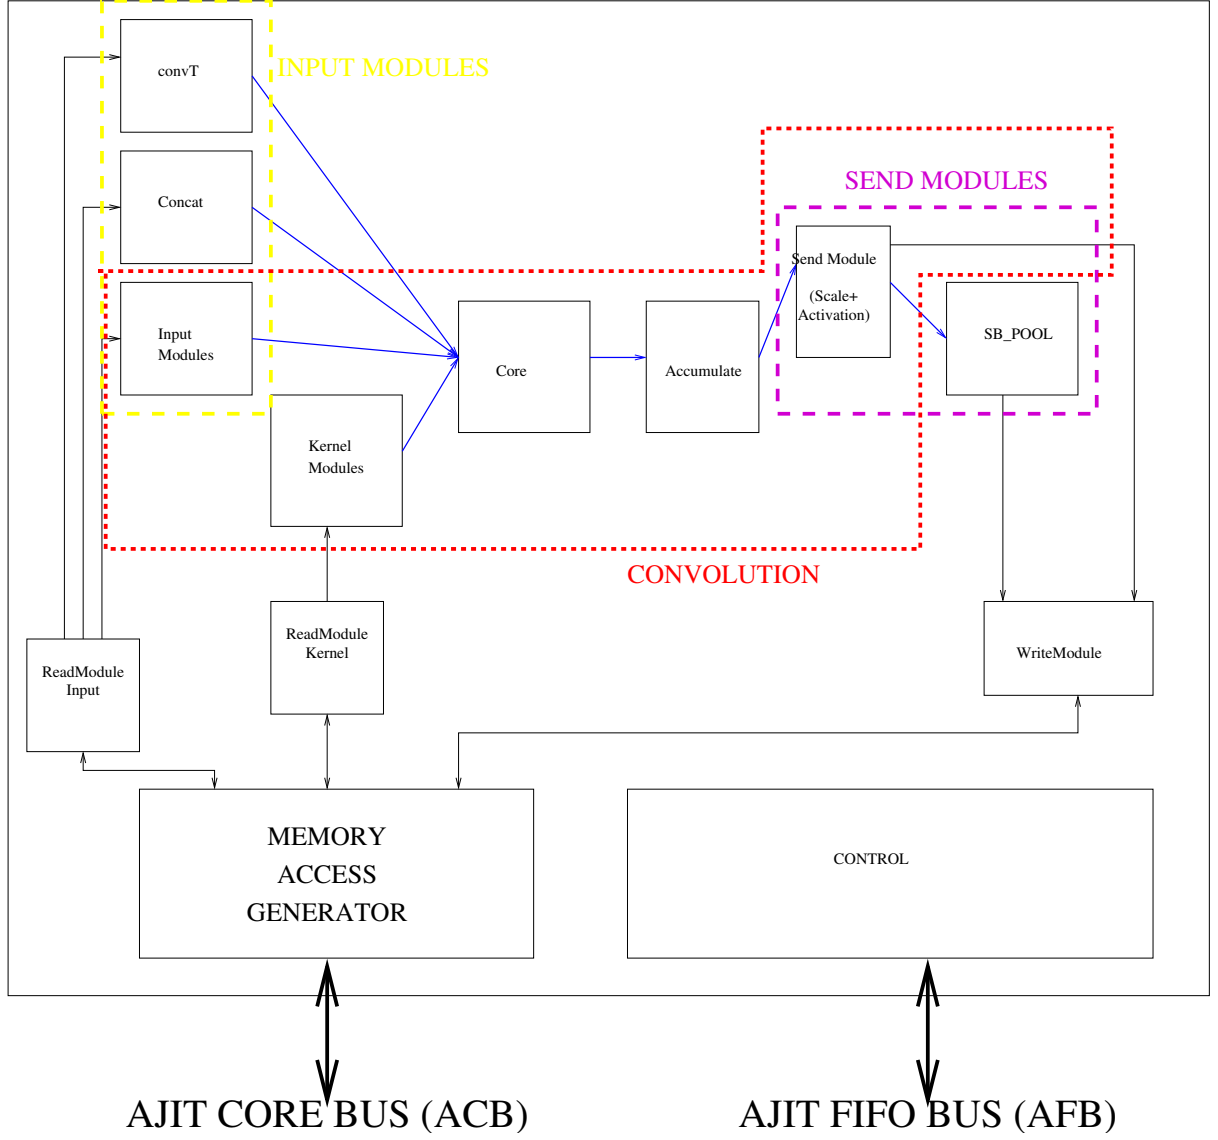 convT
INPUT MODULES
Concat
SEND MODULES
Send Module
(Scale+
Activation)
Input
Modules
SB_POOL
Core
Accumulate
Kernel
Modules
CONVOLUTION
ReadModule
Kernel
ReadModule
Input
WriteModule
MEMORY
ACCESS
GENERATOR
CONTROL
AJIT CORE BUS (ACB)
AJIT FIFO BUS (AFB)